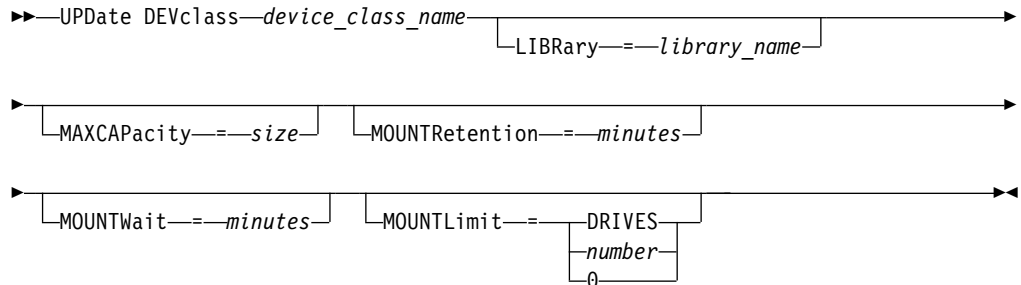 UPDate DEVclass device_class_name
LIBRary = library_name
MAXCAPacity = size MOUNTRetention = minutes
MOUNTWait = minutes MOUNTLimit = DRIVES
number
0